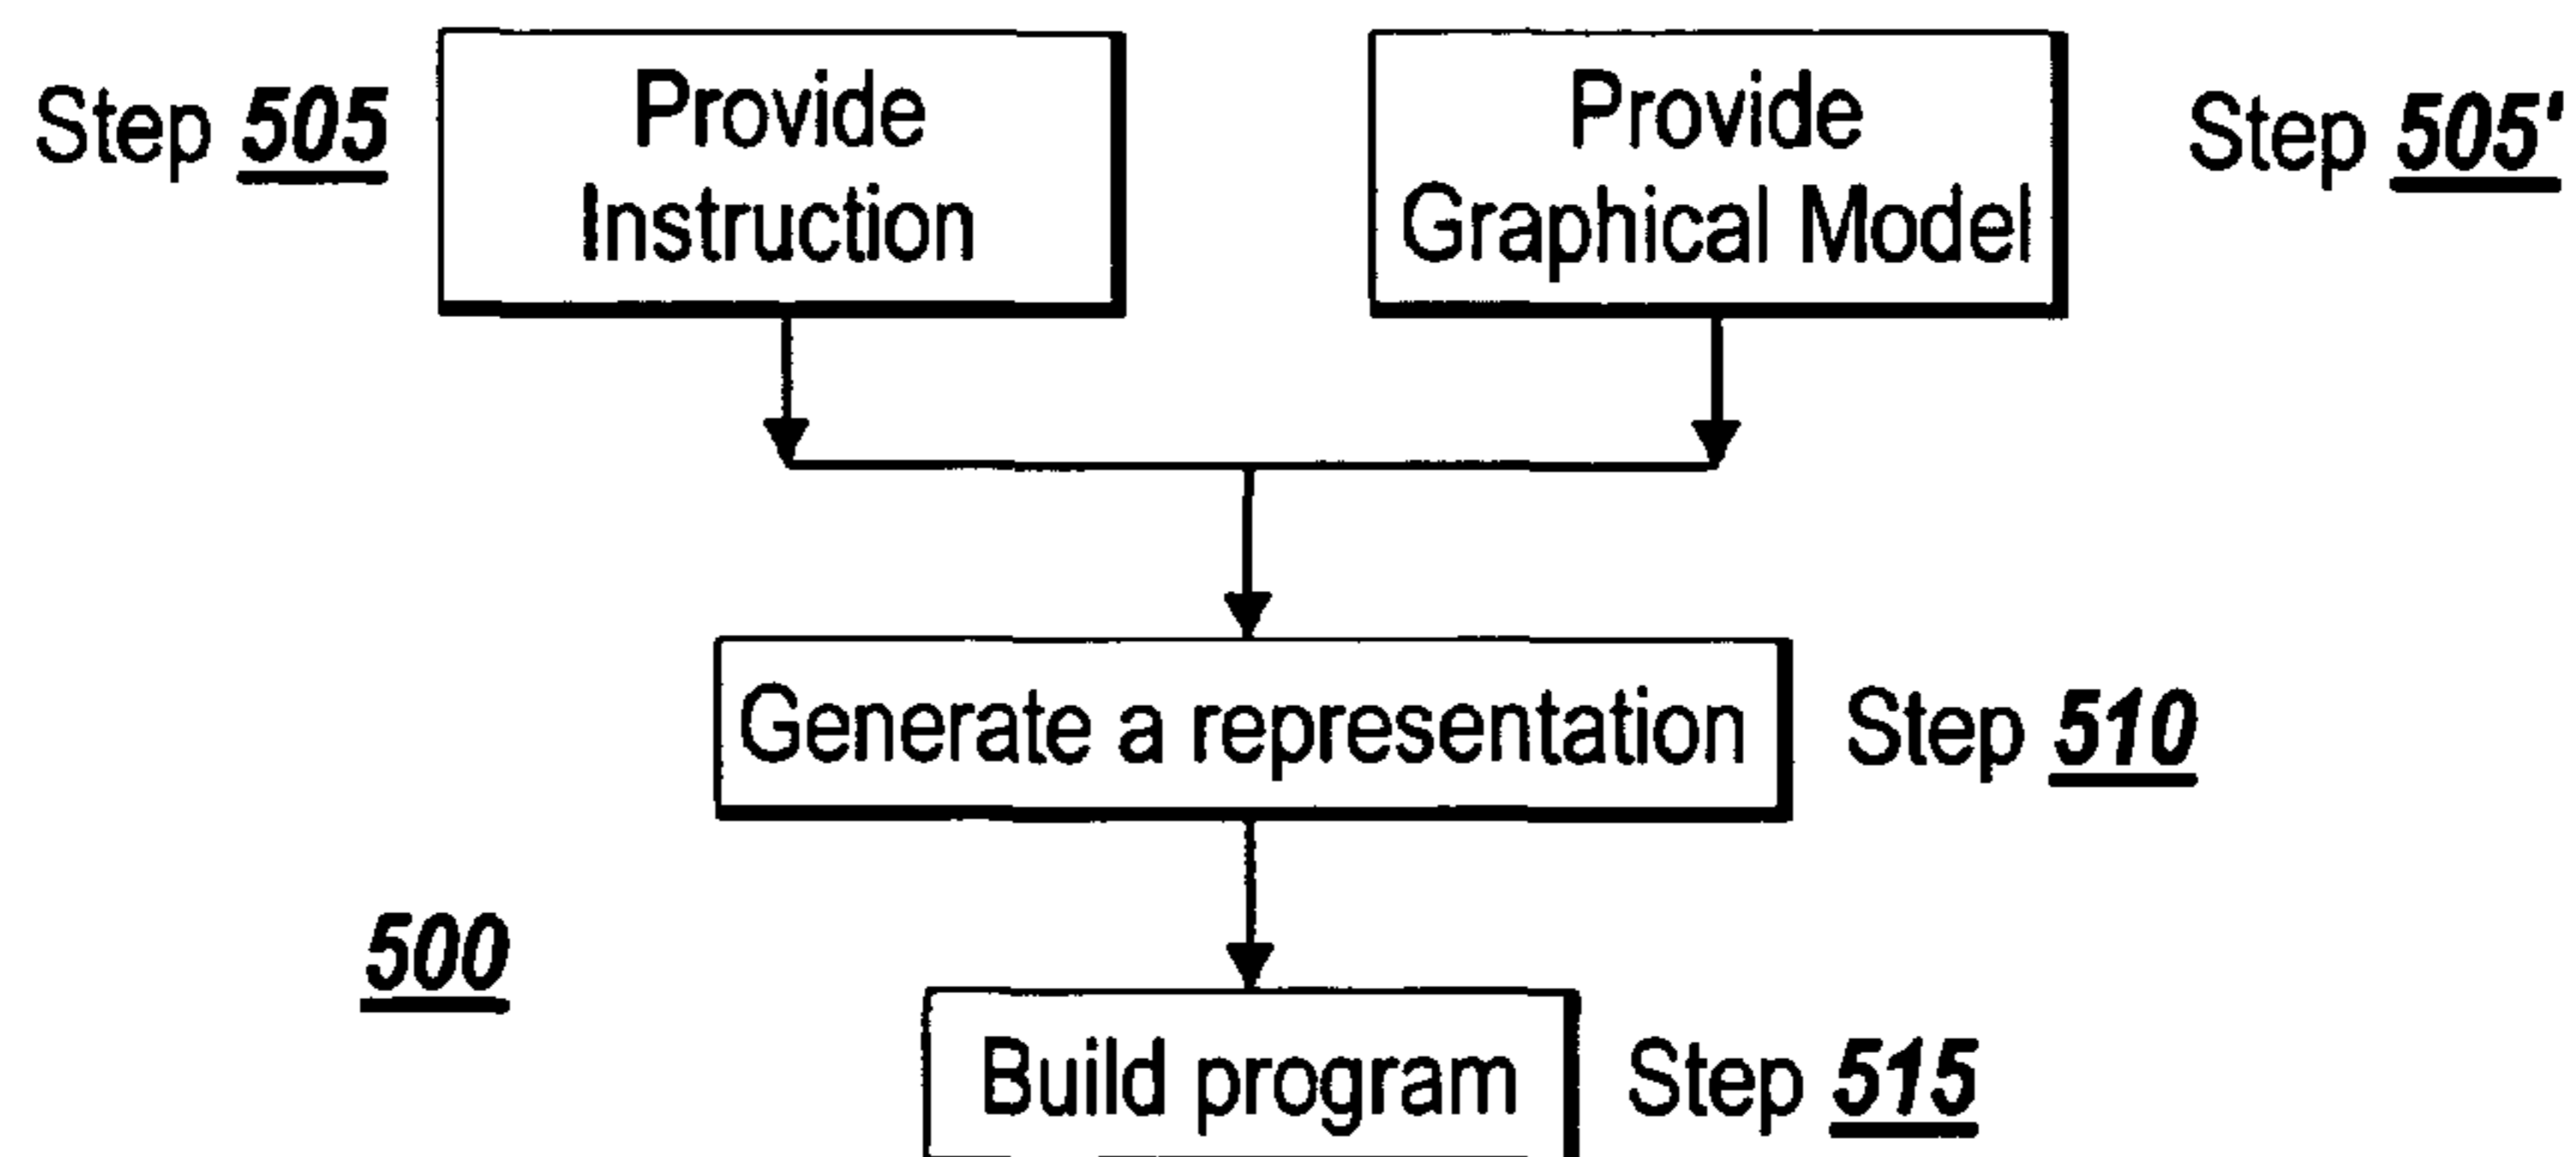 Step 505
Provide
Instruction
Provide
Graphical Model
Step 505'
Generate a representation
Step 510
500
Build program
Step 515